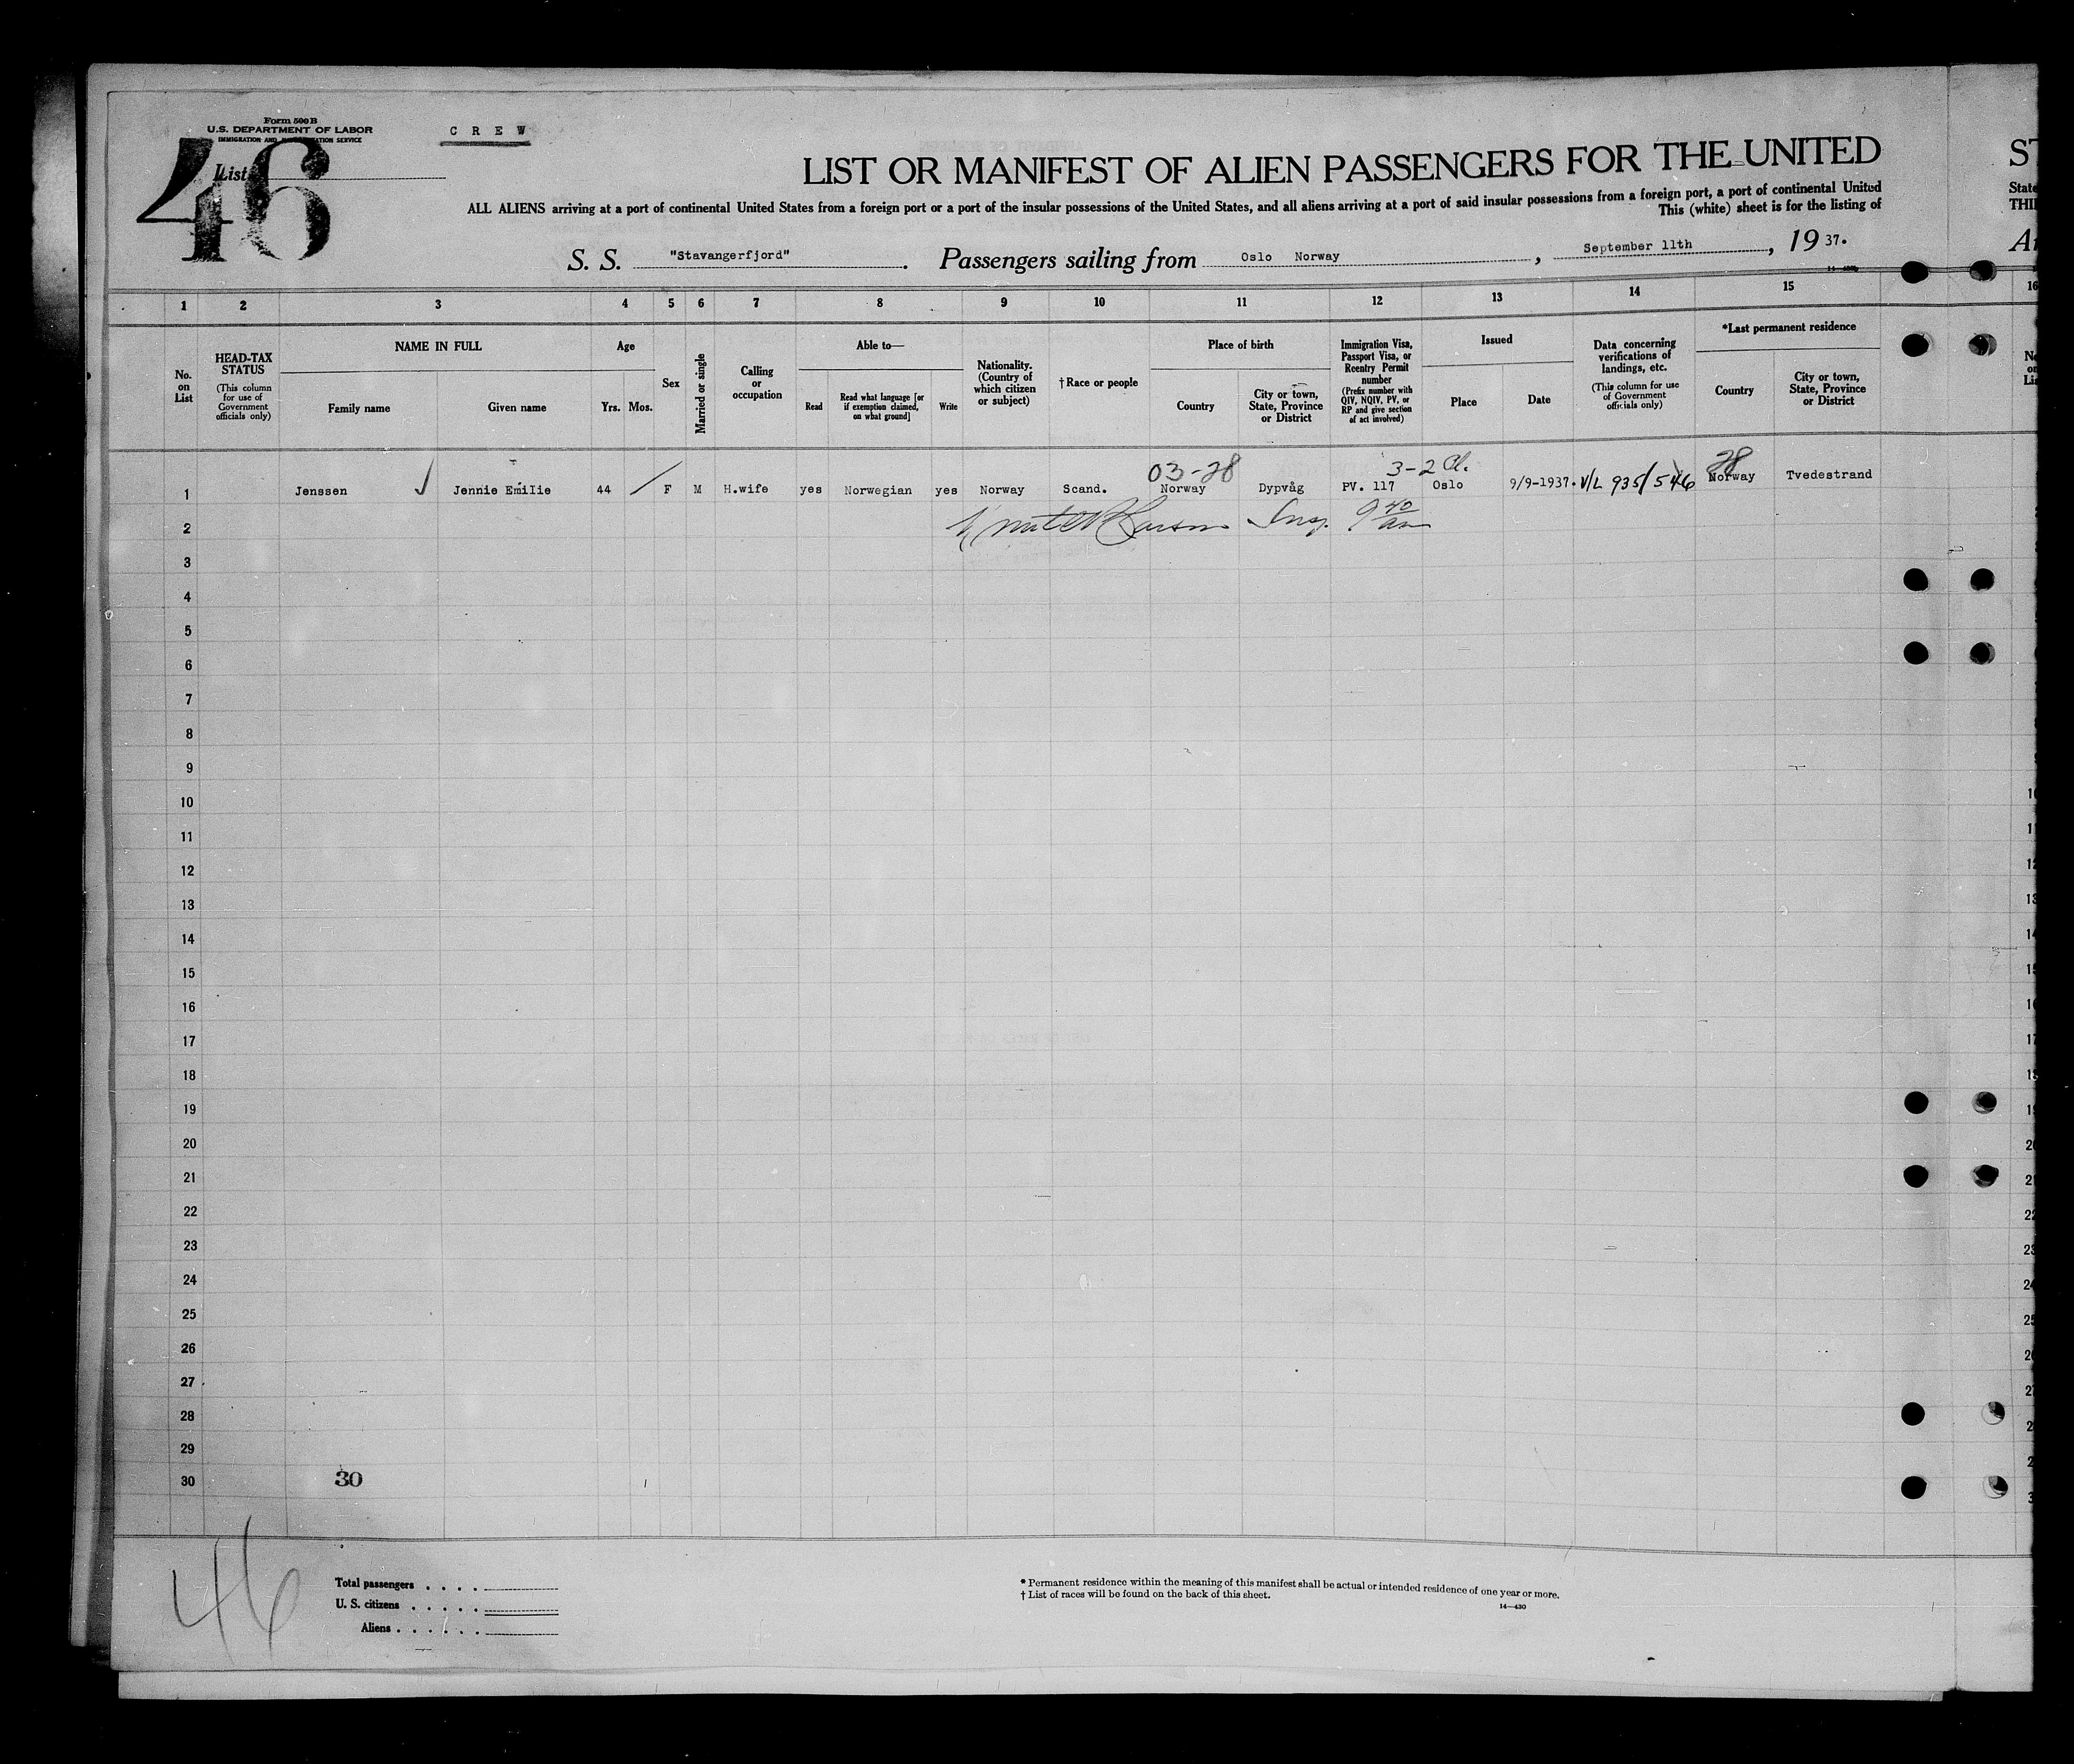 Form 500 B
U.S. DEPARTMENT OF LABOR
IMMIGRATION AND NATURALIZATION SERVICE
C R E W
List
46
LIST OR MANIFEST OF ALIEN PASSENGERS FOR THE UNITED
ALL ALIENS arriving at a port of continental United States from a foreign port or a port of the insular possessions of the United States, and all aliens arriving at a port of said insular possessions from a foreign port, a port of continental United
This (white) sheet is for the listing of
S. S. "Stavangerfjord". Passengers sailing from Oslo Norway, September 11th, 19 37.
1 2 3 4 5 6 7 8 9 10 11 12 13 14 15 16
No. on List
HEAD-TAX STATUS
(This column for use of Government officials only)
NAME IN FULL
Family name
Given name
Age
Yrs. Mos.
Sex
Married or single
Calling or occupation
Able to—
Read
Read what language [or if exemption claimed, on what ground]
Write
Nationality. (Country of which citizen or subject)
† Race or people
Place of birth
Country
City or town, State, Province or District
Immigration Visa, Passport Visa, or Reentry Permit number
(Prefix number with QIV, NQIV, PV, or RP and give section of act involved)
Issued
Place
Date
Data concerning verifications of landings, etc.
(This column for use of Government officials only)
*Last permanent residence
Country
City or town, State, Province or District
03-28 3-2 Cl. 28
1 Jenssen Jennie Emilie 44 F M H.wife yes Norwegian yes Norway Scand. Norway Dypvåg PV. 117 Oslo 9/9-1937. V/L 935/546 Norway Tvedestrand
2 Larson Insp. 9 40 am
3
4
5
6
7
8
9
10
11
12
13
14
15
16
17
18
19
20
21
22
23
24
25
26
27
28
29
30 30
46
Total passengers . . . .
U. S. citizens . . . . .
Aliens . . . . . .
* Permanent residence within the meaning of this manifest shall be actual or intended residence of one year or more.
† List of races will be found on the back of this sheet.
14—430